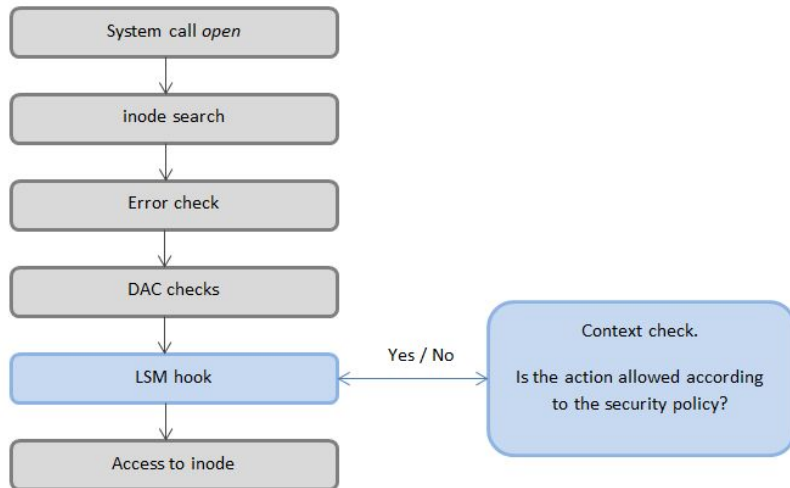 System call open
inode search
Error check
DAC checks
LSM hook
Yes / No
Context check.
Is the action allowed according
to the security policy?
Access to inode